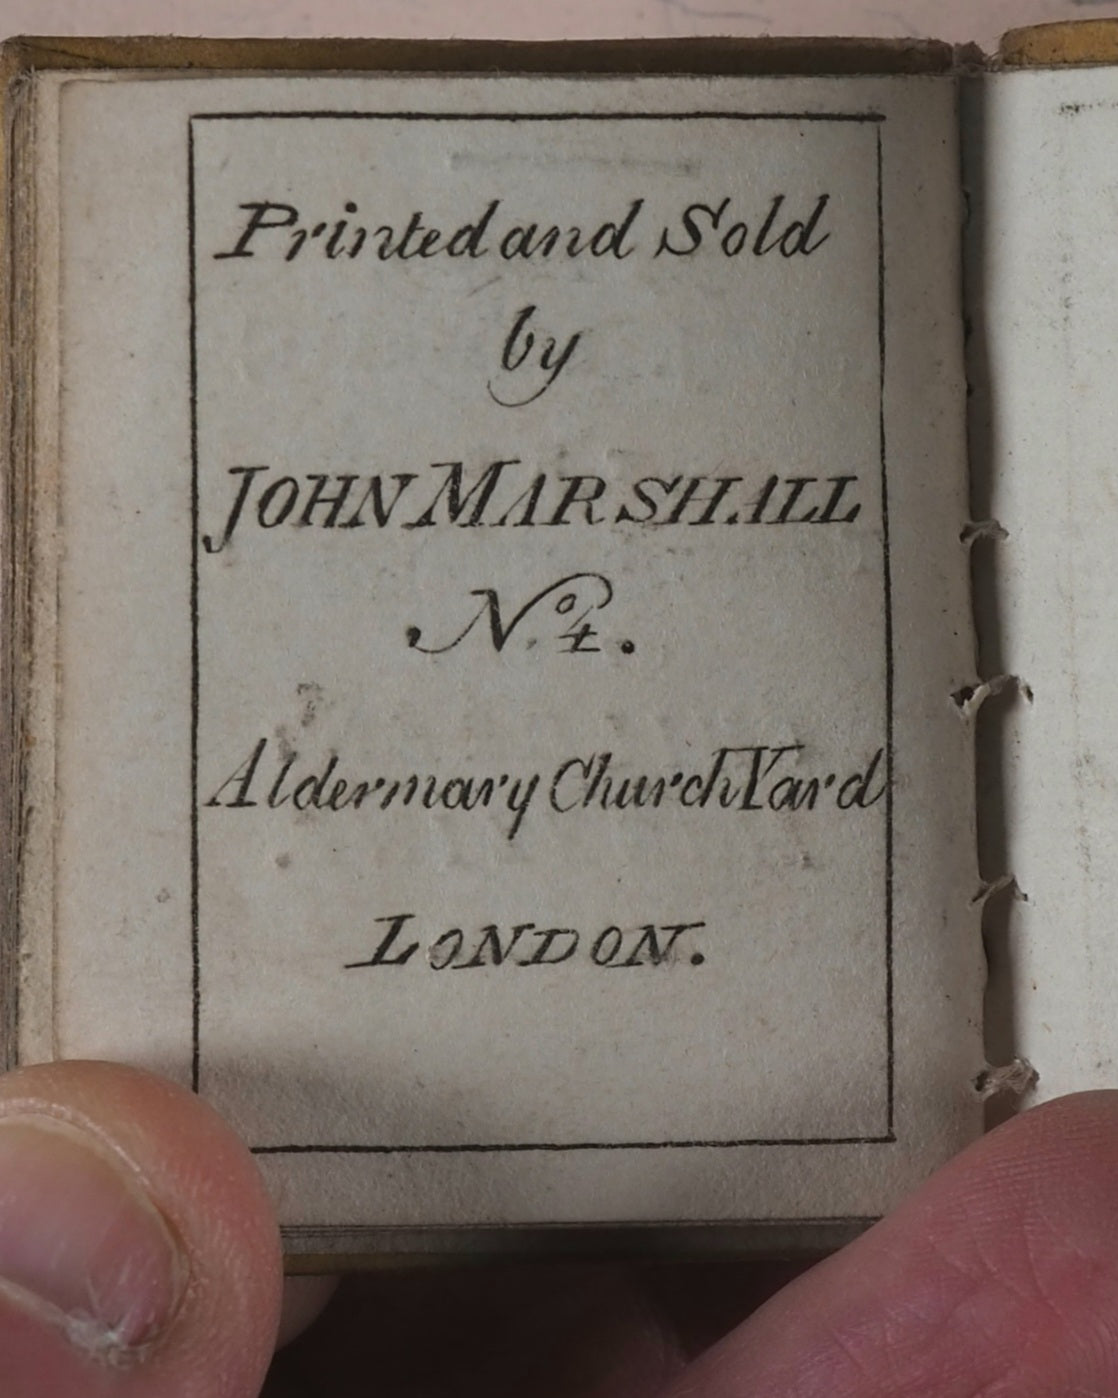 Printed and Sold
by
JOHN MARSHALL
No 4.
Aldermary Church Yard
LONDON.